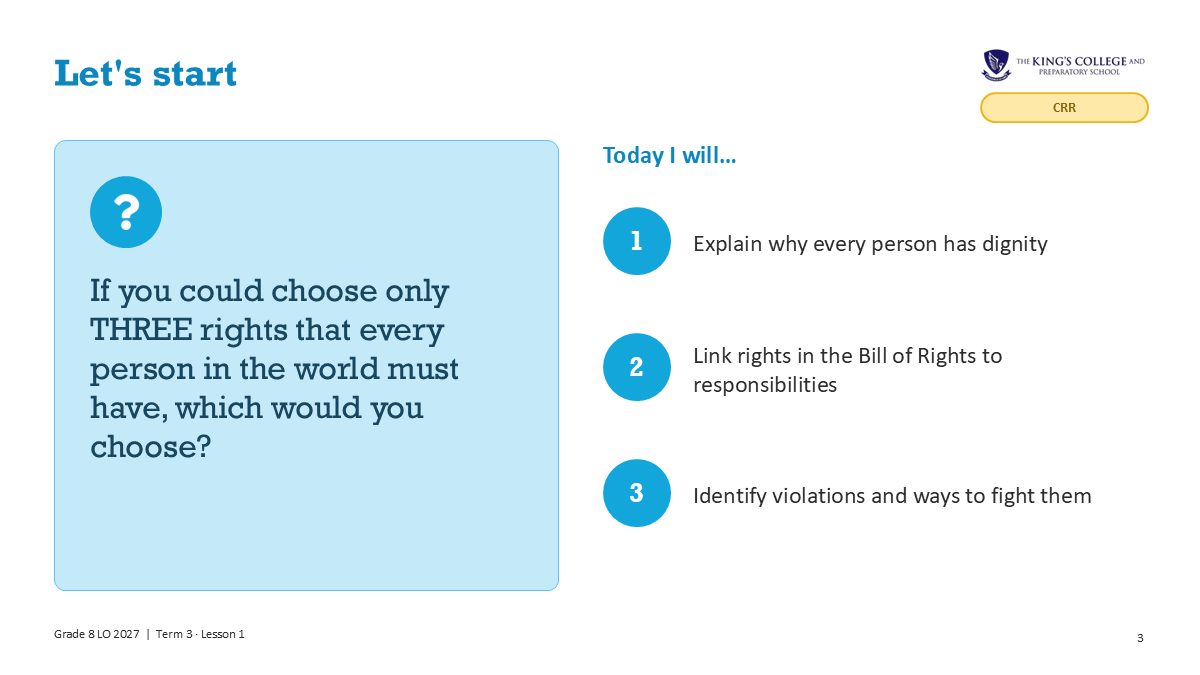 Let's start
THE KING'S COLLEGE AND
PREPARATORY SCHOOL
CRR
?
If you could choose only
THREE rights that every
person in the world must
have, which would you
choose?
Today I will...
1
Explain why every person has dignity
2
Link rights in the Bill of Rights to
responsibilities
3
Identify violations and ways to fight them
Grade 8 LO 2027 | Term 3 · Lesson 1
3